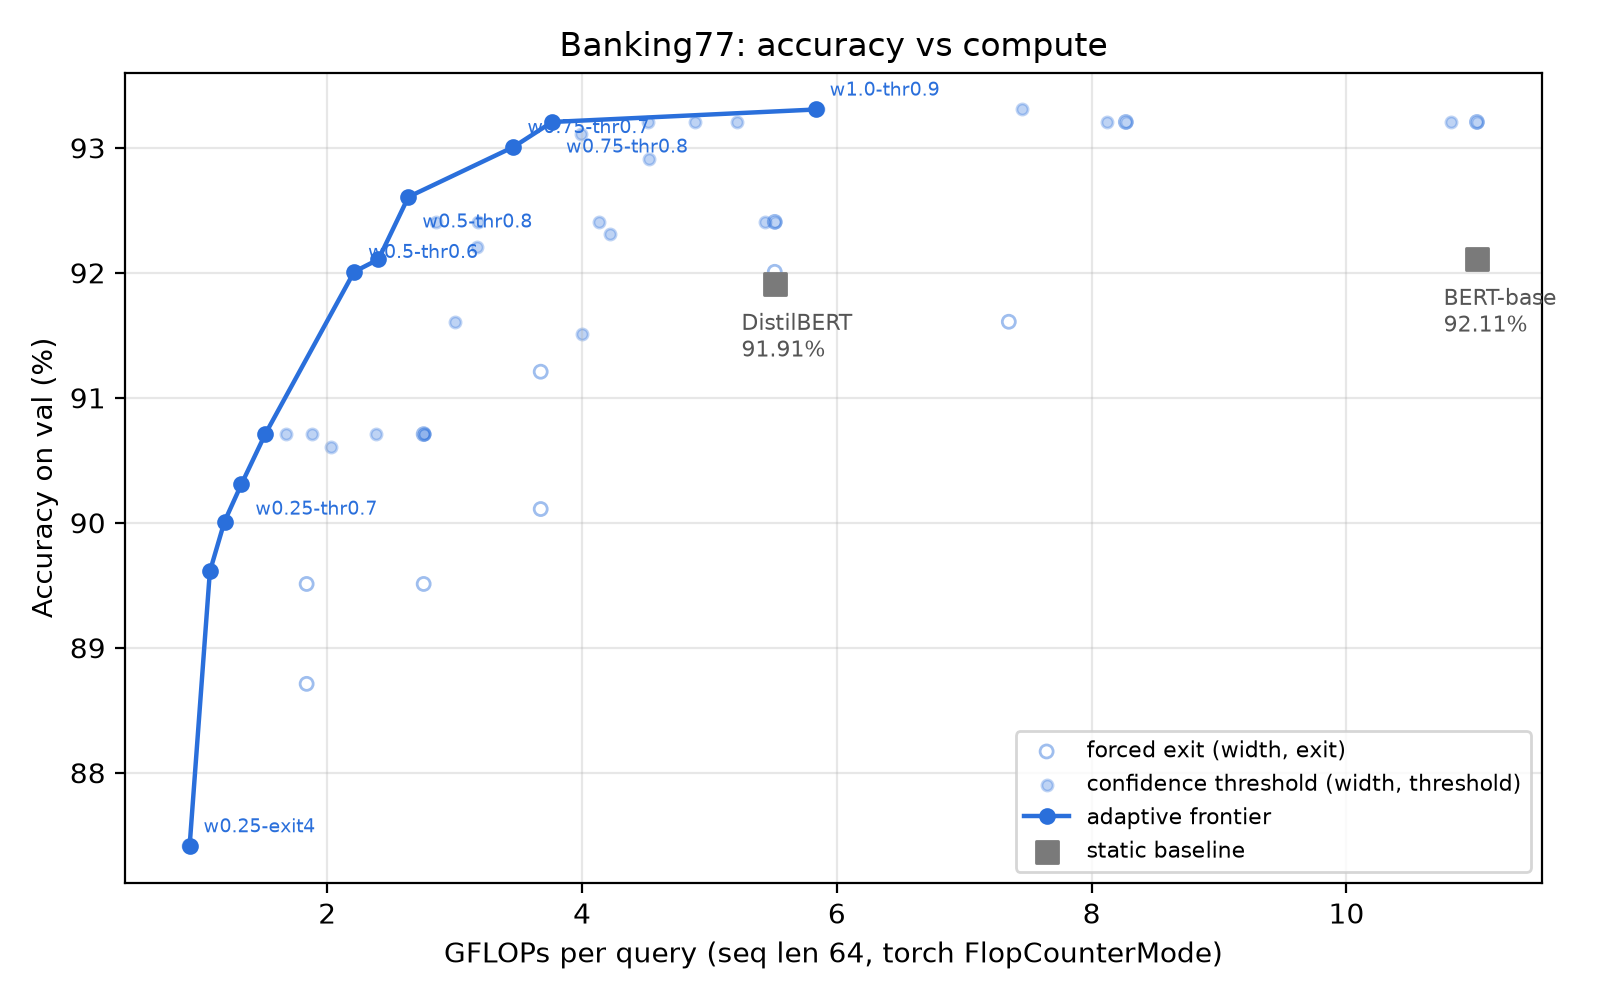 Banking77: accuracy vs compute
w1.0-thr0.9
w0.75-thr0.7
w0.75-thr0.8
w0.5-thr0.8
w0.5-thr0.6
DistilBERT
91.91%
BERT-base
92.11%
w0.25-thr0.7
w0.25-exit4
93
92
91
90
89
88
Accuracy on val (%)
forced exit (width, exit)
confidence threshold (width, threshold)
adaptive frontier
static baseline
2 4 6 8 10
GFLOPs per query (seq len 64, torch FlopCounterMode)